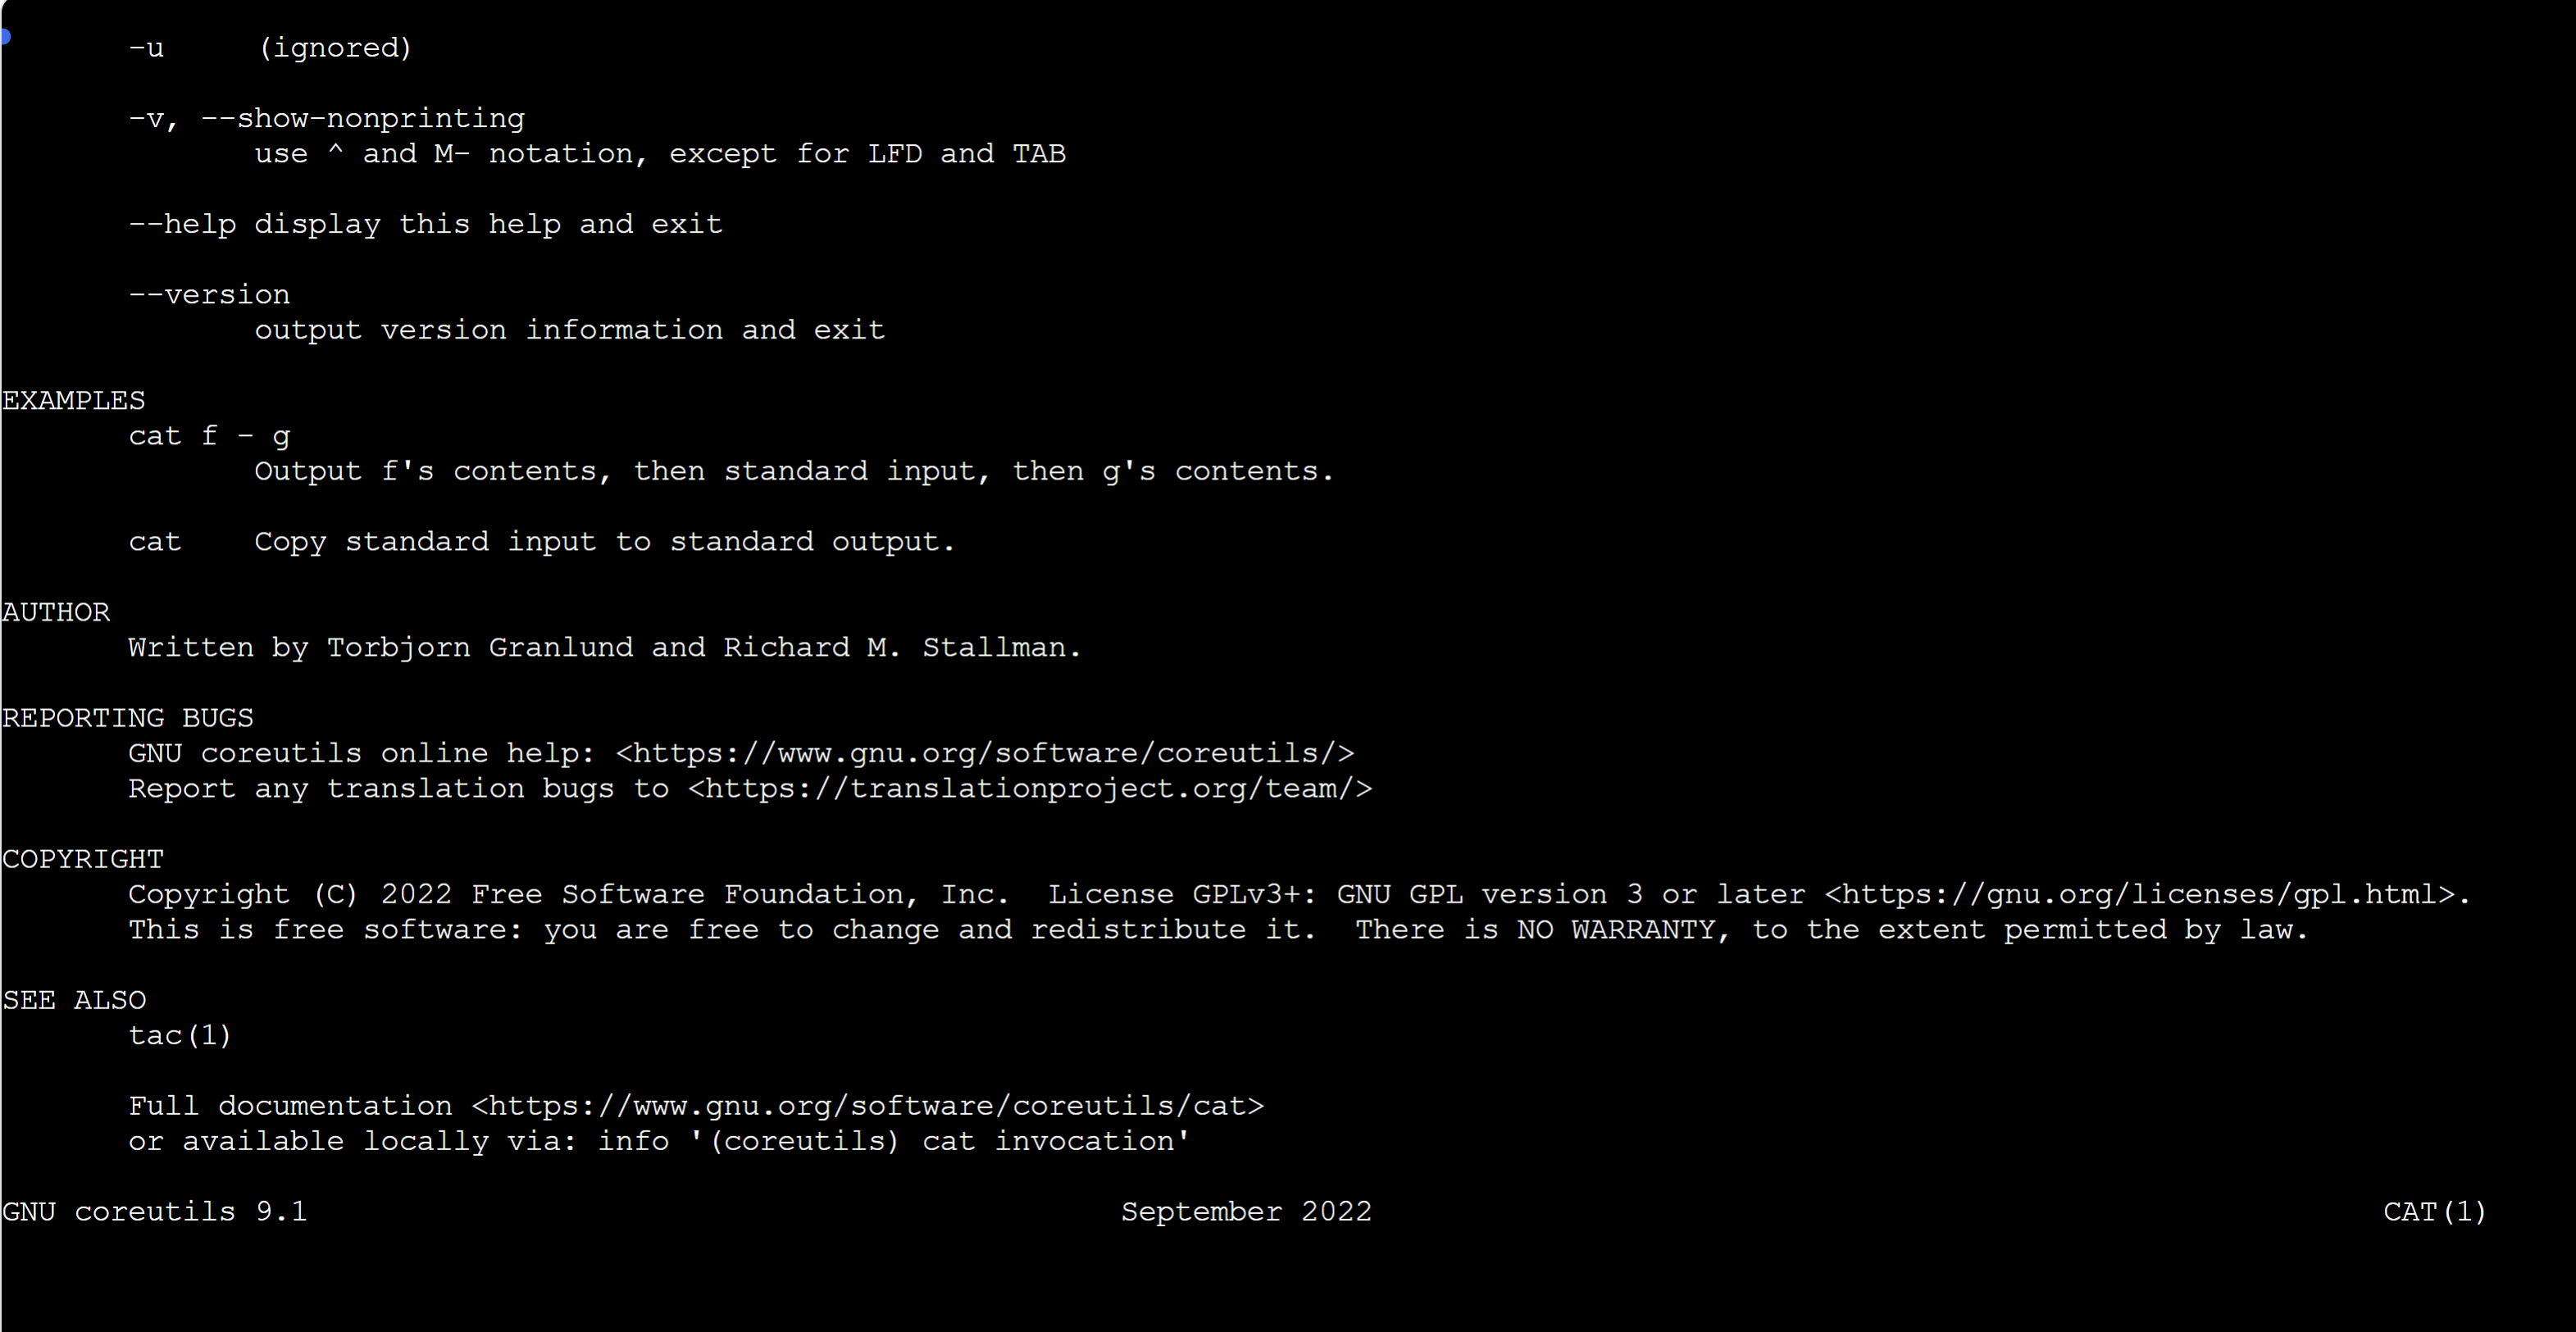 -u     (ignored)
-v, --show-nonprinting
use ^ and M- notation, except for LFD and TAB
--help display this help and exit
--version
output version information and exit
EXAMPLES
cat f - g
Output f's contents, then standard input, then g's contents.
cat    Copy standard input to standard output.
AUTHOR
Written by Torbjorn Granlund and Richard M. Stallman.
REPORTING BUGS
GNU coreutils online help: <https://www.gnu.org/software/coreutils/>
Report any translation bugs to <https://translationproject.org/team/>
COPYRIGHT
Copyright (C) 2022 Free Software Foundation, Inc.  License GPLv3+: GNU GPL version 3 or later <https://gnu.org/licenses/gpl.html>.
This is free software: you are free to change and redistribute it.  There is NO WARRANTY, to the extent permitted by law.
SEE ALSO
tac(1)
Full documentation <https://www.gnu.org/software/coreutils/cat>
or available locally via: info '(coreutils) cat invocation'
GNU coreutils 9.1                                             September 2022                                                        CAT(1)